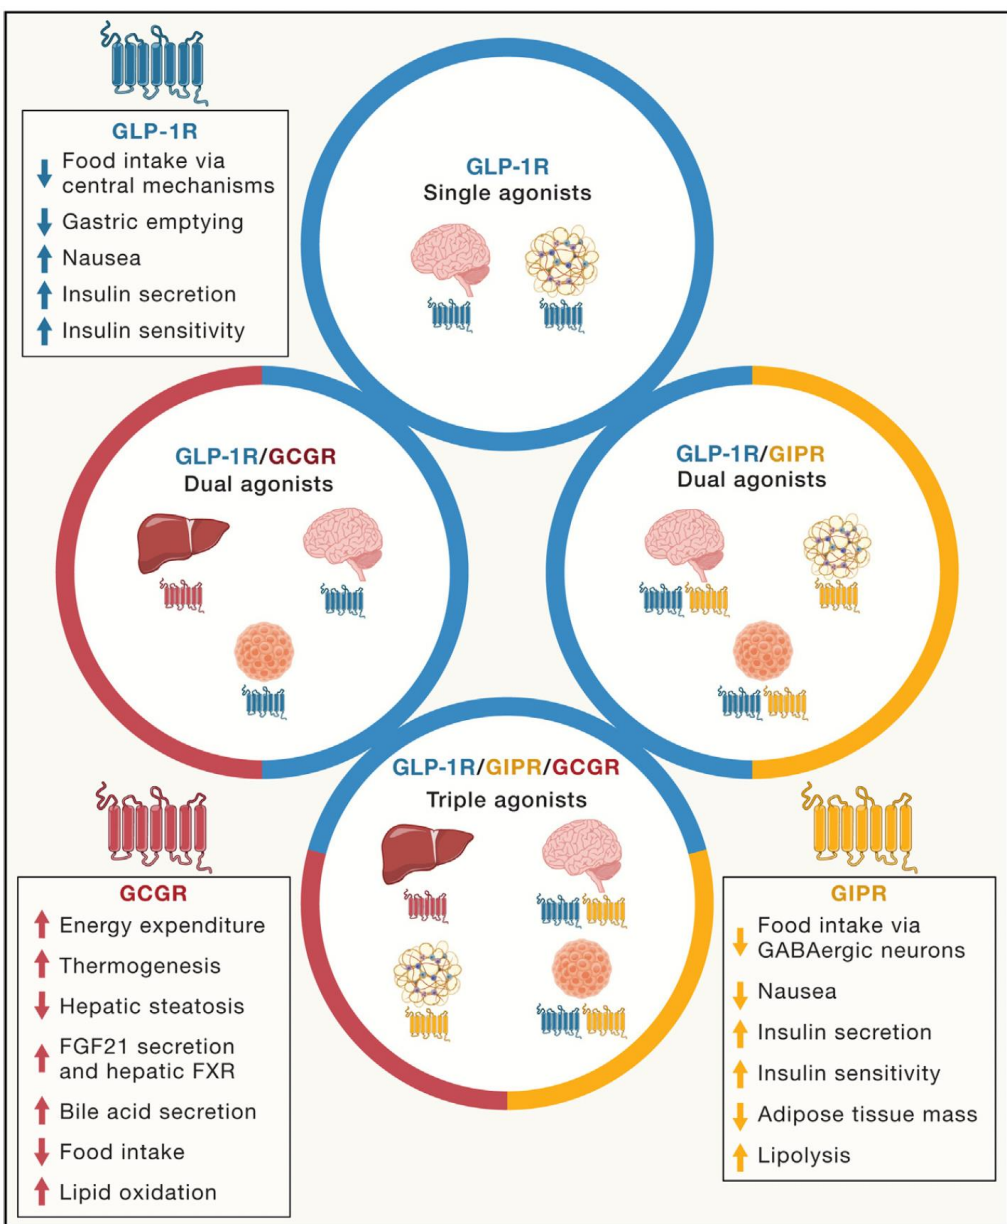 GLP-1R
Food intake via
central mechanisms
Gastric emptying
Nausea
Insulin secretion
Insulin sensitivity
GLP-1R
Single agonists
GLP-1R/GCGR
Dual agonists
GLP-1R/GIPR
Dual agonists
GLP-1R/GIPR/GCGR
Triple agonists
GCGR
Energy expenditure
Thermogenesis
Hepatic steatosis
FGF21 secretion
and hepatic FXR
Bile acid secretion
Food intake
Lipid oxidation
GIPR
Food intake via
GABAergic neurons
Nausea
Insulin secretion
Insulin sensitivity
Adipose tissue mass
Lipolysis